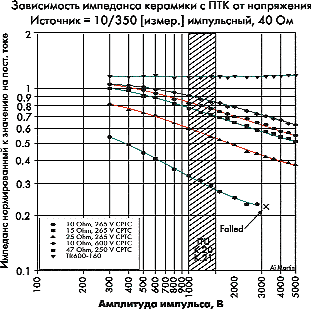 Зависимость импеданса керамики с ПТК от напряжения
Источник = 10/350 [измер.] импульсный, 40 Ом
Импеданс нормированный к значению на пост. токе
2
1
0.9
0.8
0.7
0.6
0.5
0.4
0.3
0.2
0.1
10 Ohm, 265 V CPTC
15 Ohm, 265 V CPTC
25 Ohm, 265 V CPTC
10 Ohm, 600 V CPTC
47 Ohm, 250 V CPTC
TR600-160
Failed
K.20
K.21
Al Martin
100
200
300
400
500
600
700
800
900
1000
2000
3000
4000
5000
Амплитуда импульса, В